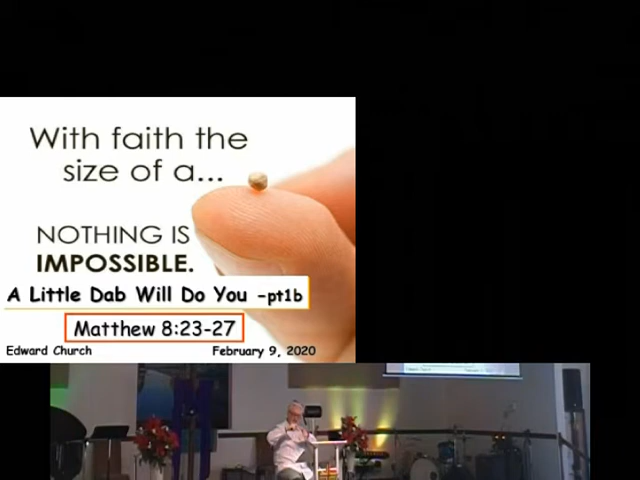 With faith the
size of a...
NOTHING IS
IMPOSSIBLE.
A Little Dab Will Do You -pt1b
Matthew 8:23-27
Edward Church February 9, 2020